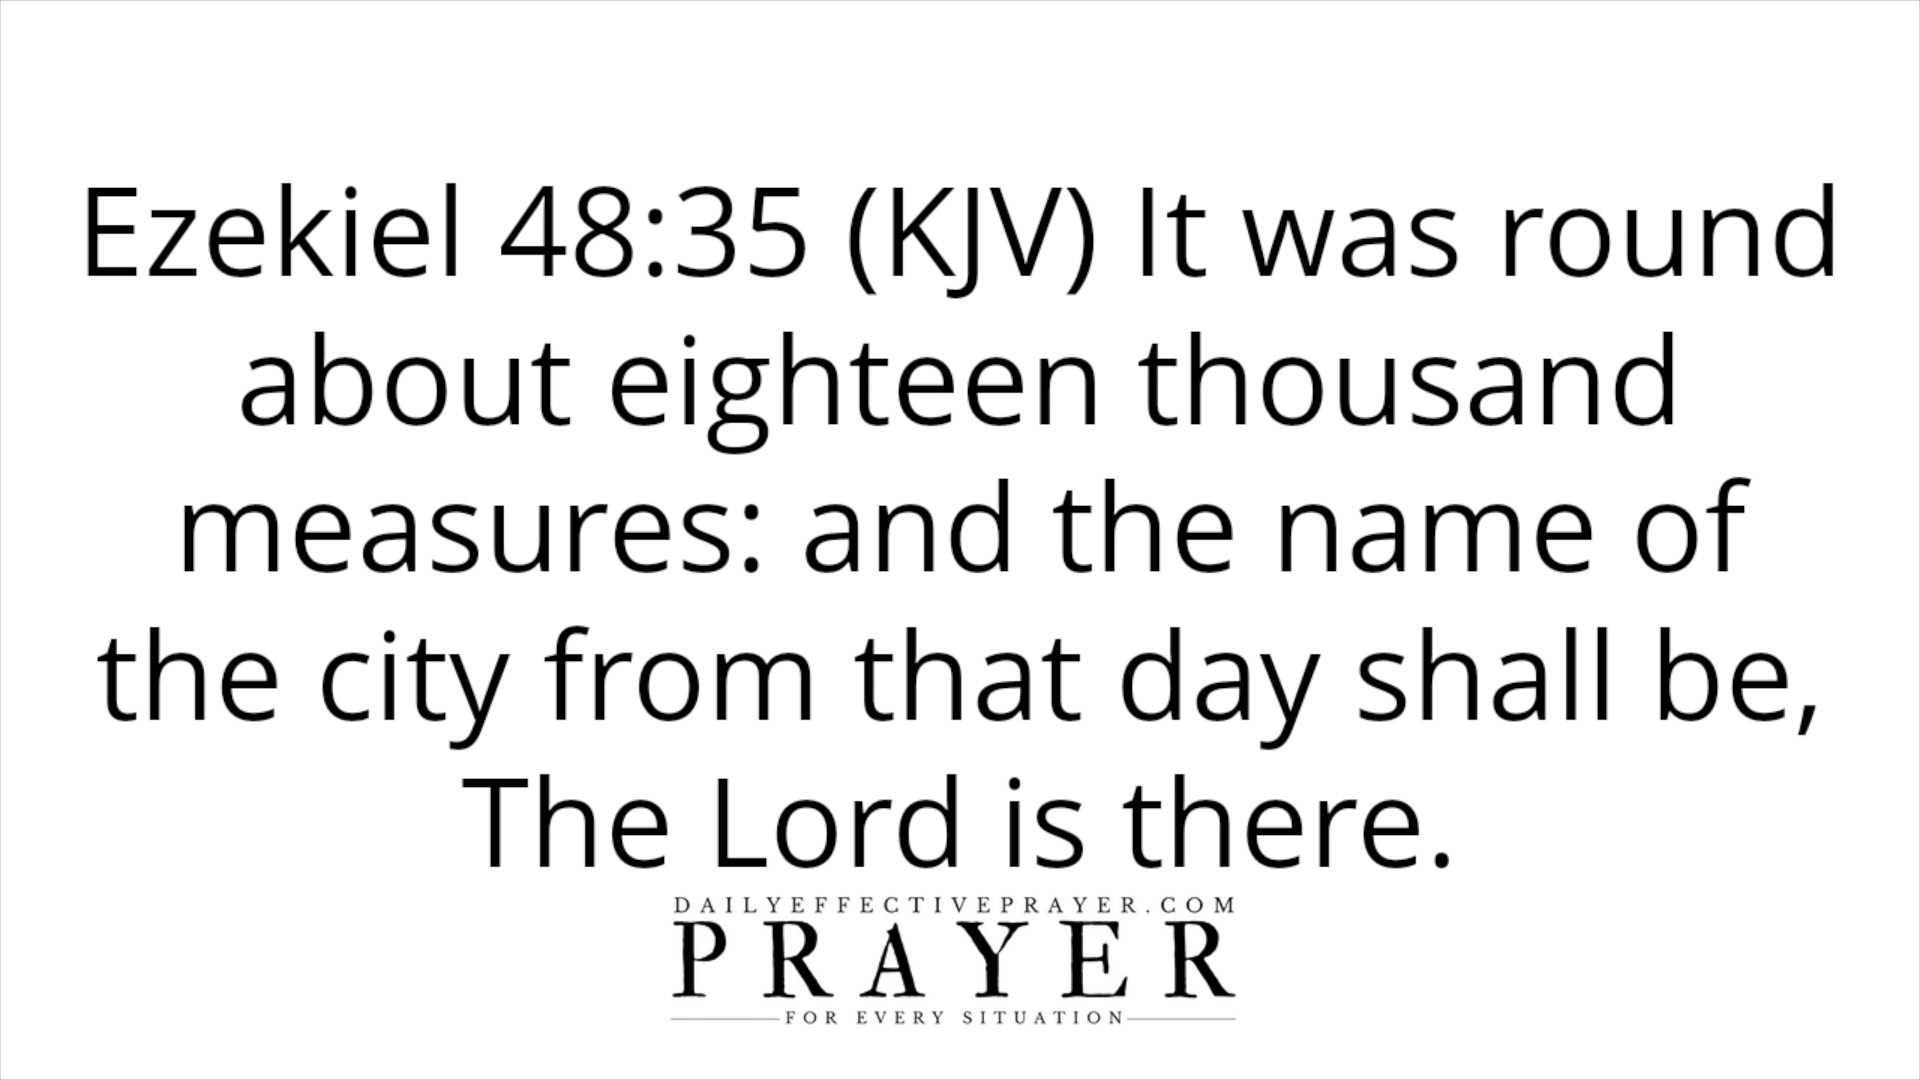 Ezekiel 48:35 (KJV) It was round
about eighteen thousand
measures: and the name of
the city from that day shall be,
The Lord is there.
DAILYEFFECTIVEPRAYER.COM
PRAYER
FOR EVERY SITUATION